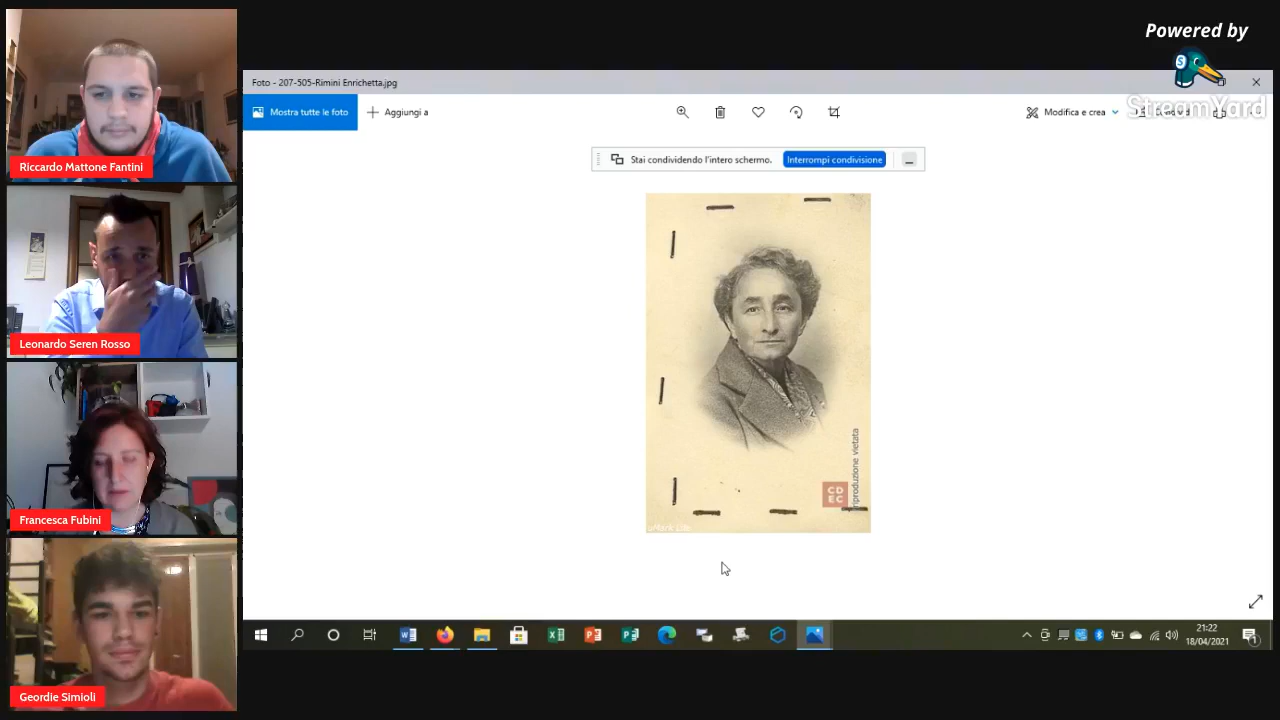 Powered by
StreamYard
Foto - 207-505-Rimini Enrichetta.jpg
Mostra tutte le foto
Aggiungi a
Modifica e crea
Stai condividendo l'intero schermo.
Interrompi condivisione
Riccardo Mattone Fantini
Leonardo Seren Rosso
Francesca Fubini
Geordie Simioli
CD
EC
riproduzione vietata
21:22
18/04/2021